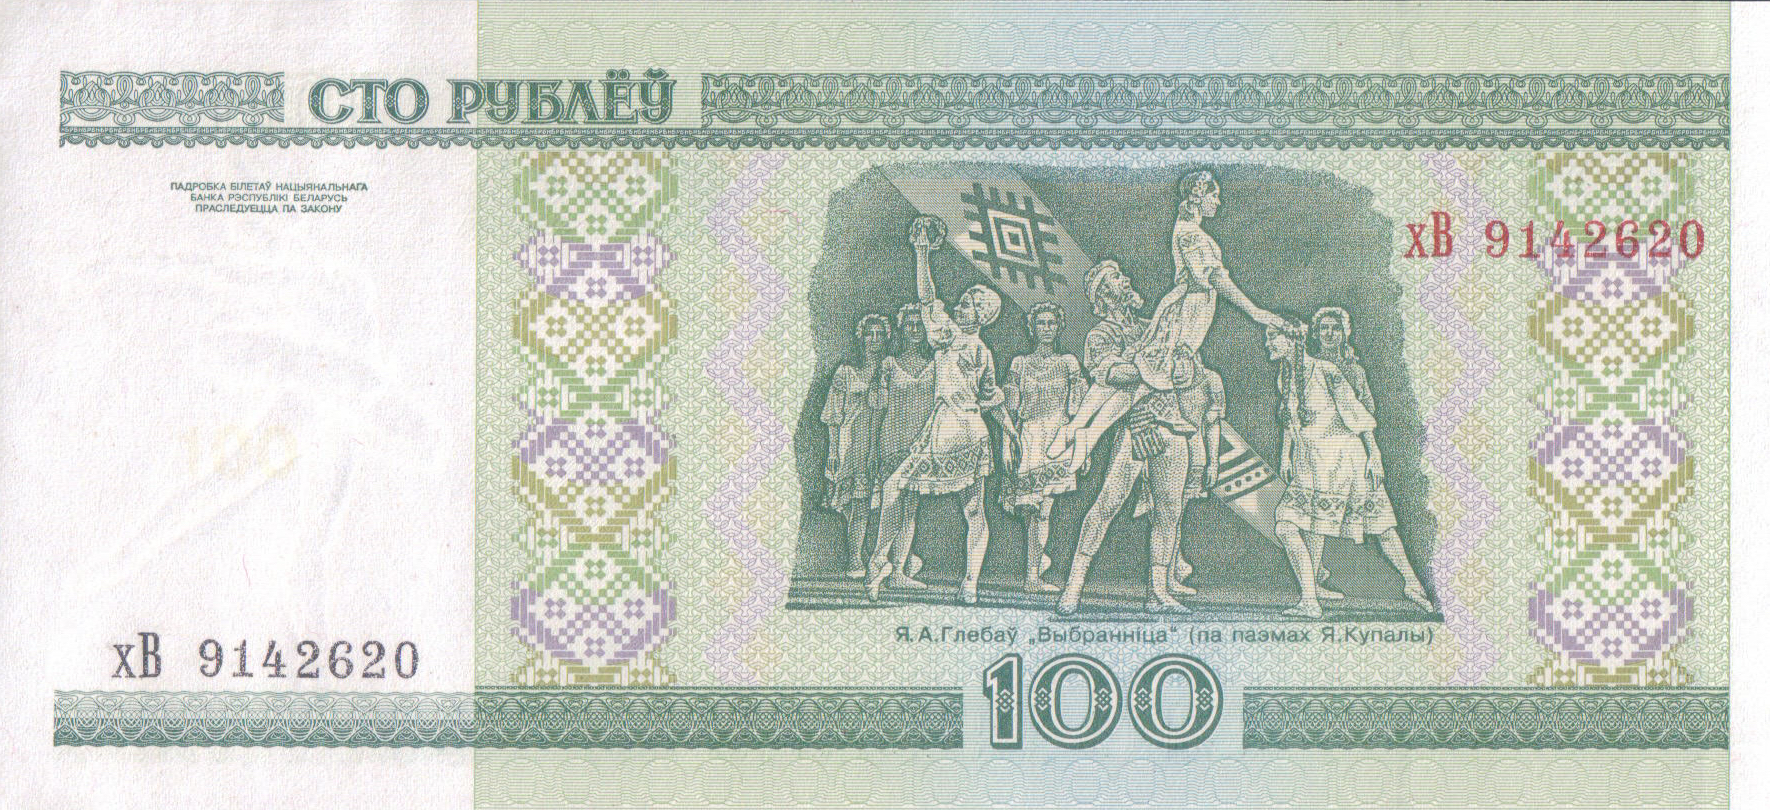 СТО РУБЛЁЎ
ПАДРОБКА БІЛЕТАЎ НАЦЫЯНАЛЬНАГА
БАНКА РЭСПУБЛІКІ БЕЛАРУСЬ
ПРАСЛЕДУЕЦЦА ПА ЗАКОНУ
хВ 9142620
100
Я.А.Глебаў „Выбранніца“ (па паэмах Я.Купалы)
хВ 9142620
100